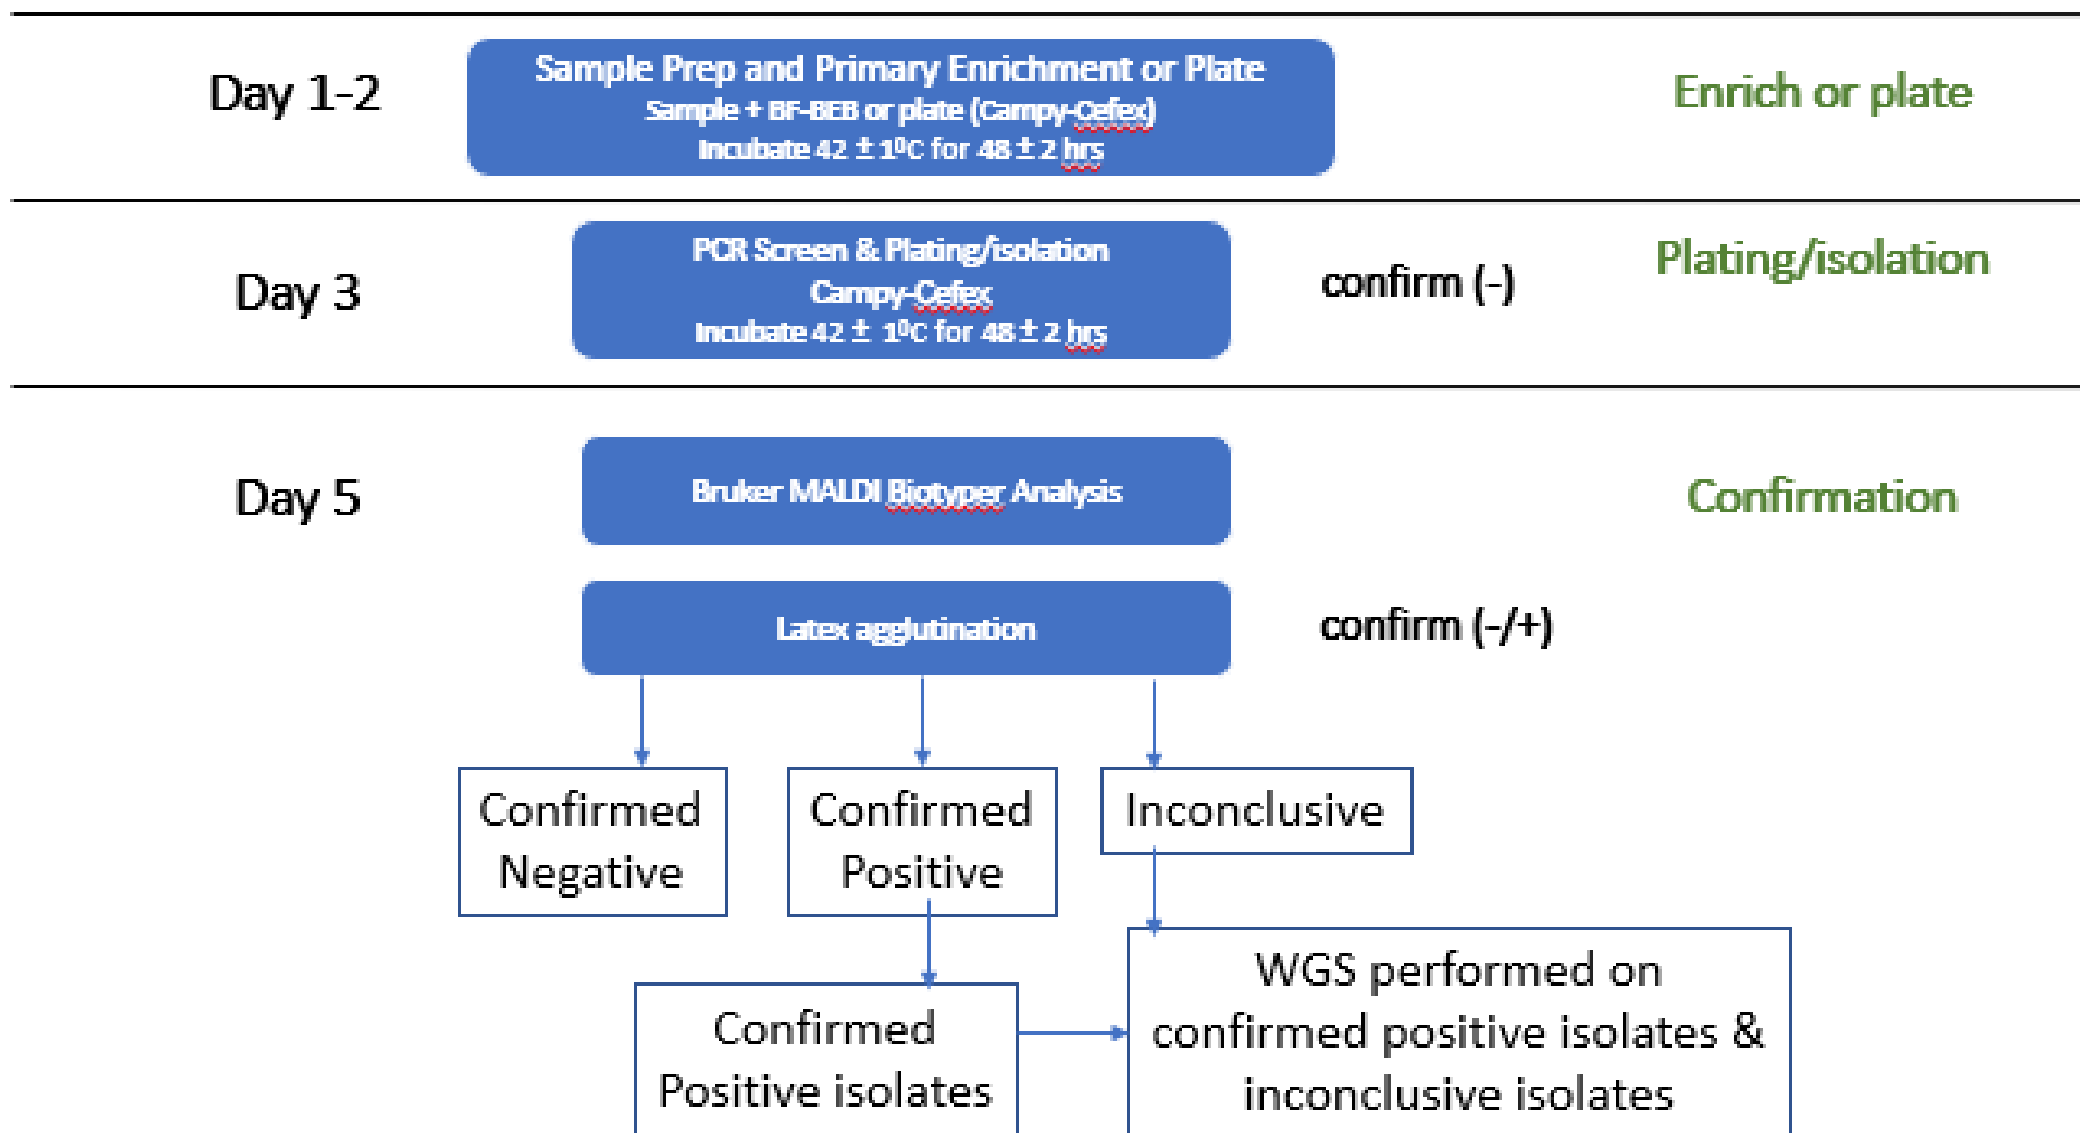 Day 1-2
Sample Prep and Primary Enrichment or Plate
Sample + BF-BEB or plate (Campy-Cefex)
Incubate 42 ± 1⁰C for 48 ± 2 hrs
Enrich or plate
Day 3
PCR Screen & Plating/isolation
Campy-Cefex
Incubate 42 ± 1⁰C for 48 ± 2 hrs
confirm (-)
Plating/isolation
Day 5
Bruker MALDI Biotyper Analysis
Confirmation
Latex agglutination
confirm (-/+)
Confirmed
Negative
Confirmed
Positive
Inconclusive
Confirmed
Positive isolates
WGS performed on
confirmed positive isolates &
inconclusive isolates